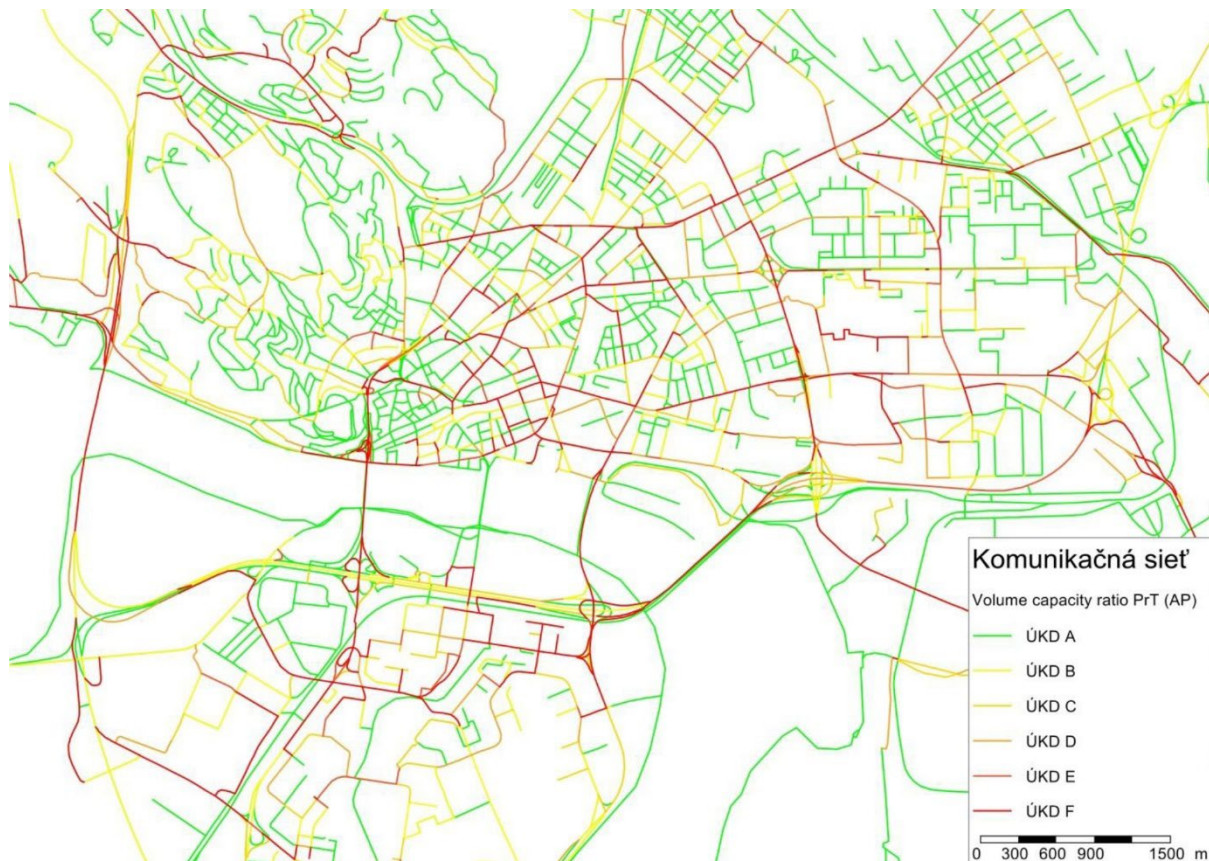 Komunikačná sieť
Volume capacity ratio PrT (AP)
ÚKD A
ÚKD B
ÚKD C
ÚKD D
ÚKD E
ÚKD F
0 300 600 900 1500 m